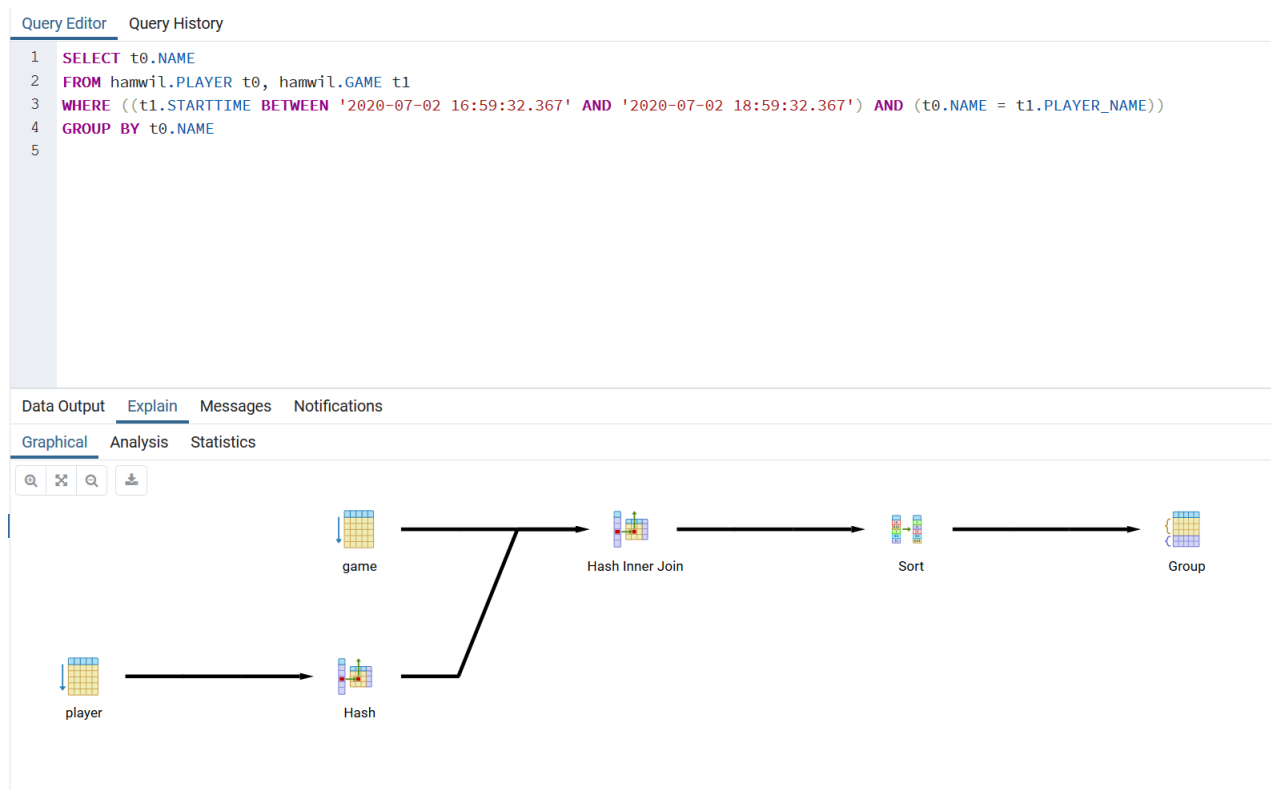 Query Editor Query History
1 SELECT t0.NAME
2 FROM hamwil.PLAYER t0, hamwil.GAME t1
3 WHERE ((t1.STARTTIME BETWEEN '2020-07-02 16:59:32.367' AND '2020-07-02 18:59:32.367') AND (t0.NAME = t1.PLAYER_NAME))
4 GROUP BY t0.NAME
5
Data Output Explain Messages Notifications
Graphical Analysis Statistics
game Hash Inner Join Sort Group
player Hash